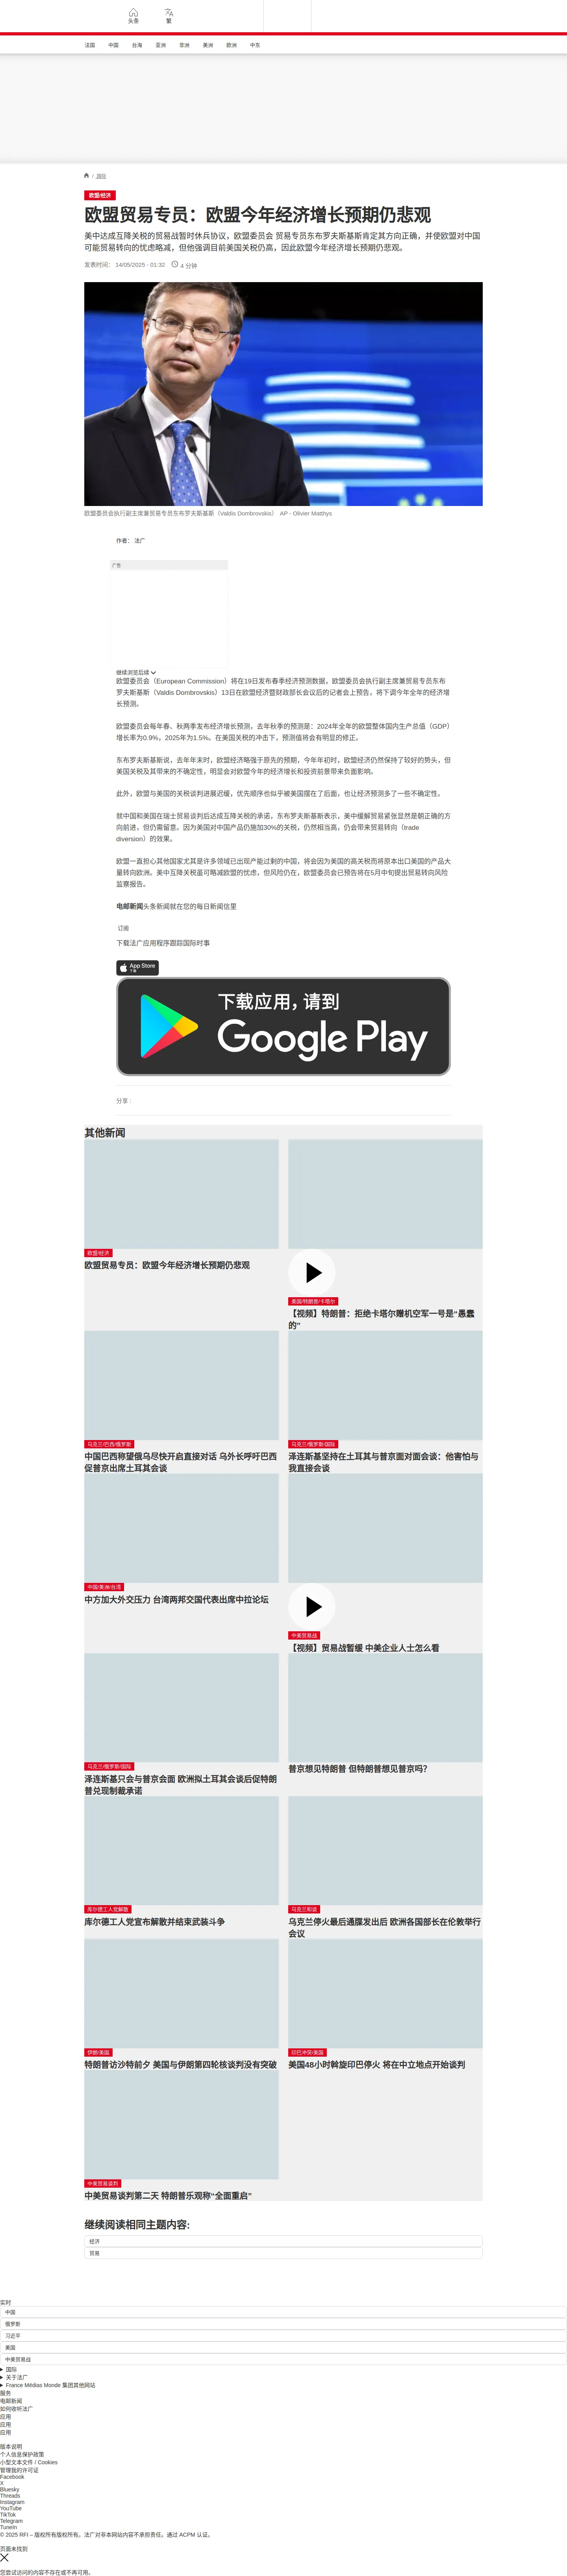 头条
繁
法国 中国 台海 亚洲 非洲 美洲 欧洲 中东
/ 国际
欧盟/经济
欧盟贸易专员：欧盟今年经济增长预期仍悲观
美中达成互降关税的贸易战暂时休兵协议，欧盟委员会 贸易专员东布罗夫斯基斯肯定其方向正确，并使欧盟对中国
可能贸易转向的忧虑略减，但他强调目前美国关税仍高，因此欧盟今年经济增长预期仍悲观。
发表时间： 14/05/2025 - 01:32 4 分钟
欧盟委员会执行副主席兼贸易专员东布罗夫斯基斯（Valdis Dombrovskis） AP - Olivier Matthys
作者： 法广
广告
继续浏览后续
欧盟委员会（European Commission）将在19日发布春季经济预测数据，欧盟委员会执行副主席兼贸易专员东布
罗夫斯基斯（Valdis Dombrovskis）13日在欧盟经济暨财政部长会议后的记者会上预告，将下调今年全年的经济增
长预测。
欧盟委员会每年春、秋两季发布经济增长预测，去年秋季的预测是：2024年全年的欧盟整体国内生产总值（GDP）
增长率为0.9%，2025年为1.5%。在美国关税的冲击下，预测值将会有明显的修正。
东布罗夫斯基斯说，去年年末时，欧盟经济略强于原先的预期，今年年初时，欧盟经济仍然保持了较好的势头，但
美国关税及其带来的不确定性，明显会对欧盟今年的经济增长和投资前景带来负面影响。
此外，欧盟与美国的关税谈判进展迟缓，优先顺序也似乎被美国摆在了后面，也让经济预测多了一些不确定性。
就中国和美国在瑞士贸易谈判后达成互降关税的承诺，东布罗夫斯基斯表示，美中缓解贸易紧张显然是朝正确的方
向前进，但仍需留意。因为美国对中国产品仍施加30%的关税，仍然相当高，仍会带来贸易转向（trade
diversion）的效果。
欧盟一直担心其他国家尤其是许多领域已出现产能过剩的中国，将会因为美国的高关税而将原本出口美国的产品大
量转向欧洲。美中互降关税虽可略减欧盟的忧虑，但风险仍在，欧盟委员会已预告将在5月中旬提出贸易转向风险
监察报告。
电邮新闻头条新闻就在您的每日新闻信里
订阅
下载法广应用程序跟踪国际时事
App Store
下载
下载应用，请到
Google Play
分享 :
其他新闻
欧盟/经济
欧盟贸易专员：欧盟今年经济增长预期仍悲观
美国/特朗普/卡塔尔
【视频】特朗普：拒绝卡塔尔赠机空军一号是“愚蠢
的”
乌克兰/巴西/俄罗斯
中国巴西称望俄乌尽快开启直接对话 乌外长呼吁巴西
促普京出席土耳其会谈
乌克兰/俄罗斯/国际
泽连斯基坚持在土耳其与普京面对面会谈：他害怕与
我直接会谈
中国/美洲/台湾
中方加大外交压力 台湾两邦交国代表出席中拉论坛
中美贸易战
【视频】贸易战暂缓 中美企业人士怎么看
乌克兰/俄罗斯/国际
泽连斯基只会与普京会面 欧洲拟土耳其会谈后促特朗
普兑现制裁承诺
普京想见特朗普 但特朗普想见普京吗？
库尔德工人党解散
库尔德工人党宣布解散并结束武装斗争
乌克兰和谈
乌克兰停火最后通牒发出后 欧洲各国部长在伦敦举行
会议
伊朗/美国
特朗普访沙特前夕 美国与伊朗第四轮核谈判没有突破
印巴冲突/美国
美国48小时斡旋印巴停火 将在中立地点开始谈判
中美贸易谈判
中美贸易谈判第二天 特朗普乐观称“全面重启”
继续阅读相同主题内容:
经济
贸易
实时
中国
俄罗斯
习近平
美国
中美贸易战
国际
关于法广
France Médias Monde 集团其他网站
服务
电邮新闻
如何收听法广
应用
应用
应用
版本说明
个人信息保护政策
小型文本文件 / Cookies
管理我的许可证
Facebook
X
Bluesky
Threads
Instagram
YouTube
TikTok
Telegram
TuneIn
© 2025 RFI – 版权所有版权所有。法广对非本网站内容不承担责任。通过 ACPM 认证。
页面未找到
您尝试访问的内容不存在或不再可用。